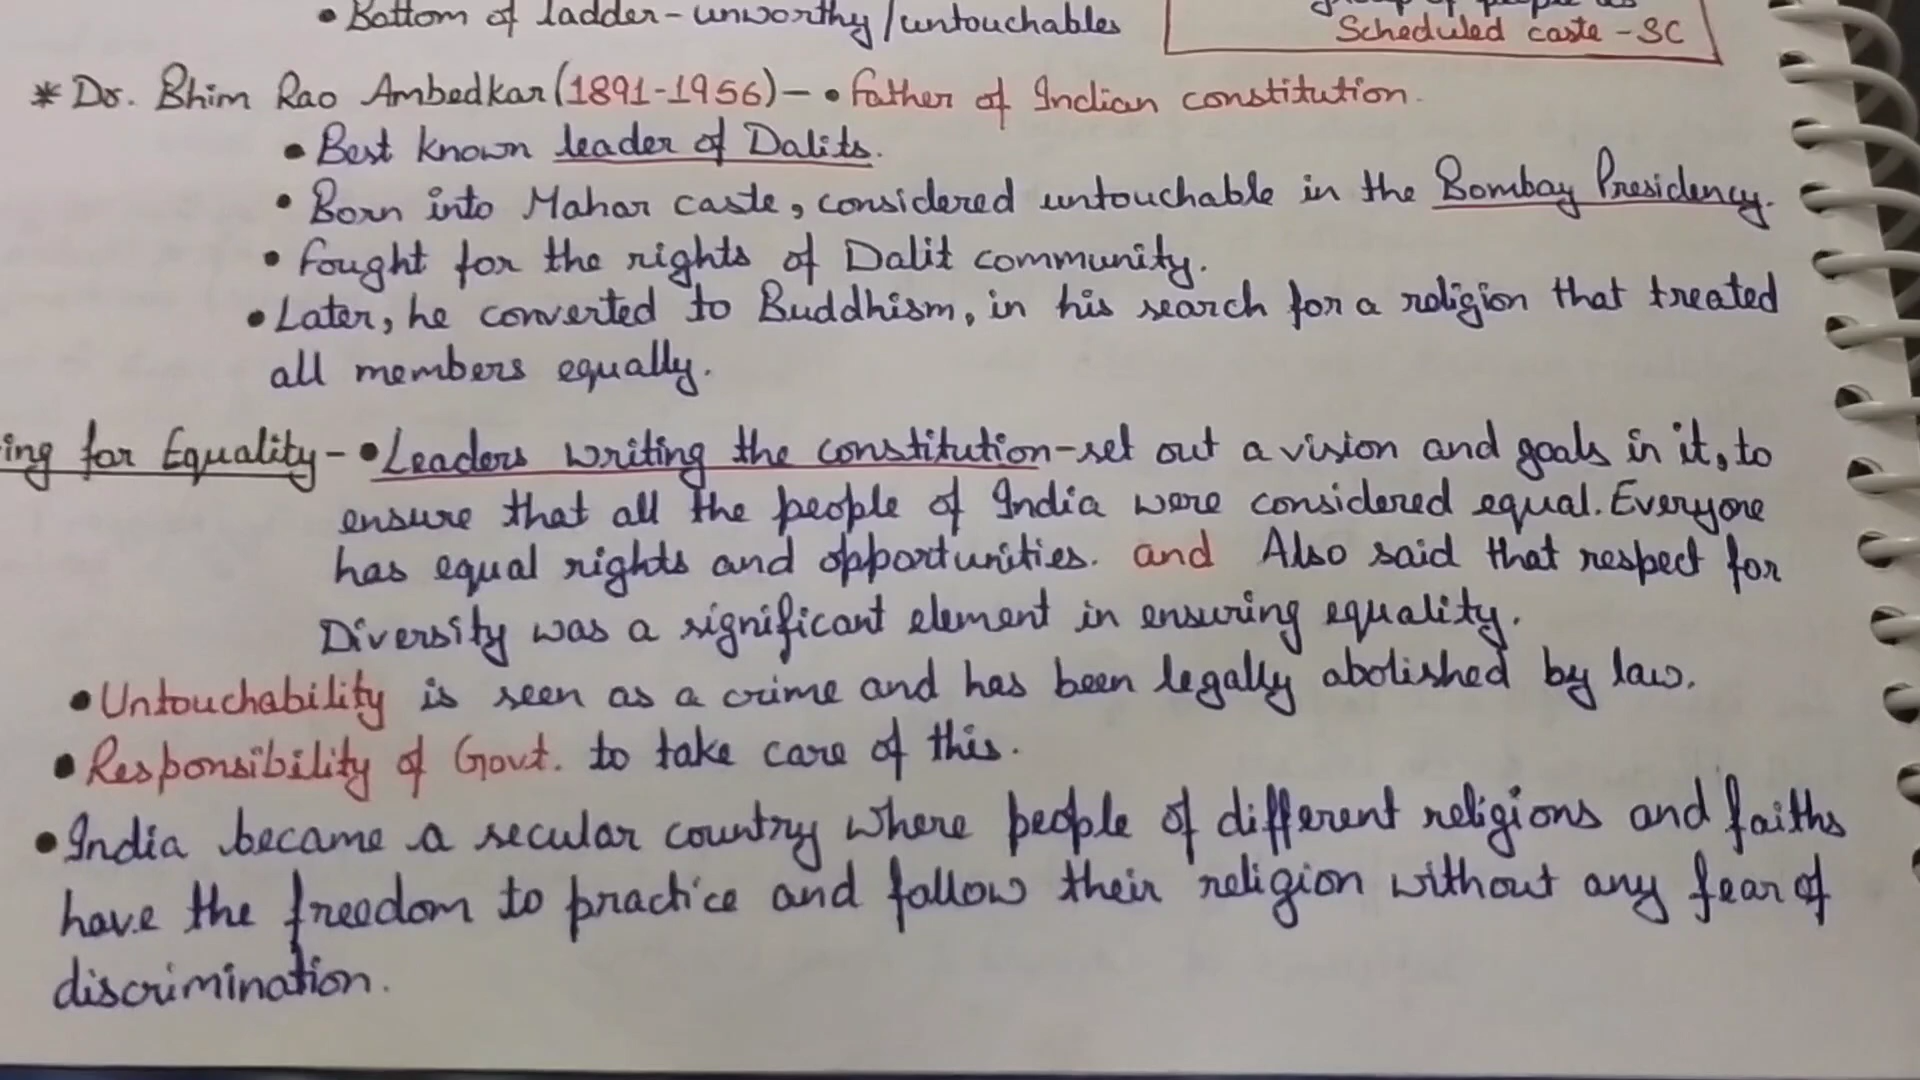 • Bottom of ladder - unworthy/untouchables
Scheduled caste - SC
* Dr. Bhim Rao Ambedkar (1891-1956) - • Father of Indian constitution.
• Best known leader of Dalits.
• Born into Mahar caste, considered untouchable in the Bombay Presidency.
• Fought for the rights of Dalit community.
• Later, he converted to Buddhism, in his search for a religion that treated
all members equally.
ing for Equality - • Leaders writing the constitution - set out a vision and goals in it, to
ensure that all the people of India were considered equal. Everyone
has equal rights and opportunities. and Also said that respect for
Diversity was a significant element in ensuring equality.
• Untouchability is seen as a crime and has been legally abolished by law.
• Responsibility of Govt. to take care of this.
• India became a secular country where people of different religions and faiths
have the freedom to practice and follow their religion without any fear of
discrimination.